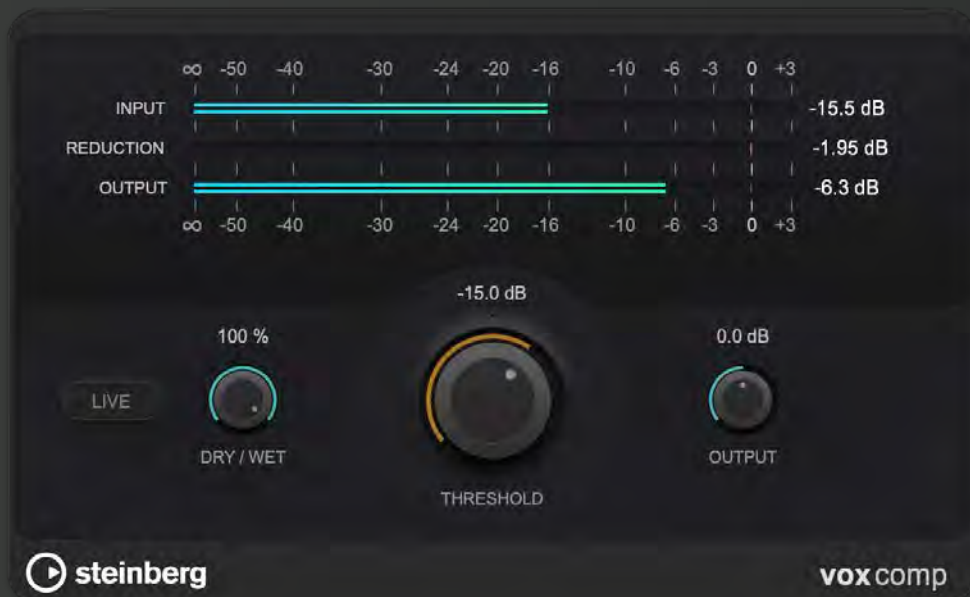 ∞ -50 -40 -30 -24 -20 -16 -10 -6 -3 0 +3
INPUT -15.5 dB
REDUCTION -1.95 dB
OUTPUT -6.3 dB
∞ -50 -40 -30 -24 -20 -16 -10 -6 -3 0 +3
-15.0 dB
100 % 0.0 dB
LIVE
DRY / WET OUTPUT
THRESHOLD
steinberg voxcomp